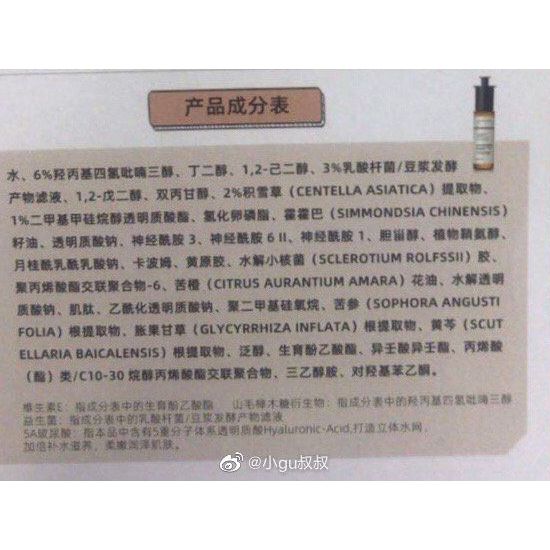 产品成分表
水、6%羟丙基四氢吡喃三醇、丁二醇、1,2-己二醇、3%乳酸杆菌/豆浆发酵
产物滤液、1,2-戊二醇、双丙甘醇、2%积雪草（CENTELLA ASIATICA）提取物、
1%二甲基甲硅烷醇透明质酸酯、氢化卵磷脂、霍霍巴（SIMMONDSIA CHINENSIS）
籽油、透明质酸钠、神经酰胺 3、神经酰胺 6 II、神经酰胺 1、胆甾醇、植物鞘氨醇、
月桂酰乳酰乳酸钠、卡波姆、黄原胶、水解小核菌（SCLEROTIUM ROLFSSII）胶、
聚丙烯酸酯交联聚合物-6、苦橙（CITRUS AURANTIUM AMARA）花油、水解透明
质酸钠、肌肽、乙酰化透明质酸钠、聚二甲基硅氧烷、苦参（SOPHORA ANGUSTI
FOLIA）根提取物、胀果甘草（GLYCYRRHIZA INFLATA）根提取物、黄芩（SCUT
ELLARIA BAICALENSIS）根提取物、泛醇、生育酚乙酸酯、异壬酸异壬酯、丙烯酸
（酯）类/C10-30 烷醇丙烯酸酯交联聚合物、三乙醇胺、对羟基苯乙酮。
维生素E：指成分表中的生育酚乙酸酯 山毛榉木糖衍生物：指成分表中的羟丙基四氢吡喃三醇
益生菌：指成分表中的乳酸杆菌/豆浆发酵产物滤液
5A玻尿酸：指本品中含有5重分子体系透明质酸Hyaluronic-Acid,打造立体水网,
加倍补水滋养，柔嫩润泽肌肤。
@小gu叔叔